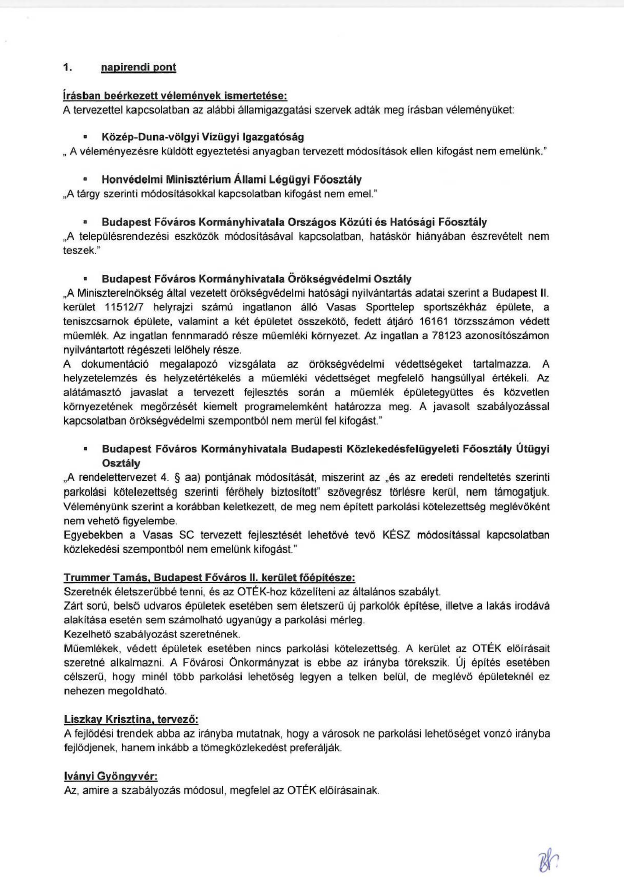 1. napirendi pont
Írásban beérkezett vélemények ismertetése:
A tervezettel kapcsolatban az alábbi államigazgatási szervek adták meg írásban véleményüket:
▪ Közép-Duna-völgyi Vízügyi Igazgatóság
„ A véleményezésre küldött egyeztetési anyagban tervezett módosítások ellen kifogást nem emelünk."
▪ Honvédelmi Minisztérium Állami Légügyi Főosztály
„A tárgy szerinti módosításokkal kapcsolatban kifogást nem emel."
▪ Budapest Főváros Kormányhivatala Országos Közúti és Hatósági Főosztály
„A településrendezési eszközök módosításával kapcsolatban, hatáskör hiányában észrevételt nem
teszek."
▪ Budapest Főváros Kormányhivatala Örökségvédelmi Osztály
„A Miniszterelnökség által vezetett örökségvédelmi hatósági nyilvántartás adatai szerint a Budapest II.
kerület 11512/7 helyrajzi számú ingatlanon álló Vasas Sporttelep sportszékház épülete, a
teniszcsarnok épülete, valamint a két épületet összekötő, fedett átjáró 16161 törzsszámon védett
műemlék. Az ingatlan fennmaradó része műemléki környezet. Az ingatlan a 78123 azonosítószámon
nyilvántartott régészeti lelőhely része.
A dokumentáció megalapozó vizsgálata az örökségvédelmi védettségeket tartalmazza. A
helyzetelemzés és helyzetértékelés a műemléki védettséget megfelelő hangsúllyal értékeli. Az
alátámasztó javaslat a tervezett fejlesztés során a műemlék épületegyüttes és közvetlen
környezetének megőrzését kiemelt programelemként határozza meg. A javasolt szabályozással
kapcsolatban örökségvédelmi szempontból nem merül fel kifogást."
▪ Budapest Főváros Kormányhivatala Budapesti Közlekedésfelügyeleti Főosztály Útügyi
Osztály
„A rendelettervezet 4. § aa) pontjának módosítását, miszerint az „és az eredeti rendeltetés szerinti
parkolási kötelezettség szerinti férőhely biztosított" szövegrész törlésre kerül, nem támogatjuk.
Véleményünk szerint a korábban keletkezett, de meg nem épített parkolási kötelezettség meglévőként
nem vehető figyelembe.
Egyebekben a Vasas SC tervezett fejlesztését lehetővé tevő KÉSZ módosítással kapcsolatban
közlekedési szempontból nem emelünk kifogást."
Trummer Tamás, Budapest Főváros II. kerület főépítésze:
Szeretnék életszerűbbé tenni, és az OTÉK-hoz közelíteni az általános szabályt.
Zárt sorú, belső udvaros épületek esetében sem életszerű új parkolók építése, illetve a lakás irodává
alakítása esetén sem számolható ugyanúgy a parkolási mérleg.
Kezelhető szabályozást szeretnének.
Műemlékek, védett épületek esetében nincs parkolási kötelezettség. A kerület az OTÉK előírásait
szeretné alkalmazni. A Fővárosi Önkormányzat is ebbe az irányba törekszik. Új építés esetében
célszerű, hogy minél több parkolási lehetőség legyen a telken belül, de meglévő épületeknél ez
nehezen megoldható.
Liszkay Krisztina, tervező:
A fejlődési trendek abba az irányba mutatnak, hogy a városok ne parkolási lehetőséget vonzó irányba
fejlődjenek, hanem inkább a tömegközlekedést preferálják.
Iványi Gyöngyvér:
Az, amire a szabályozás módosul, megfelel az OTÉK előírásainak.